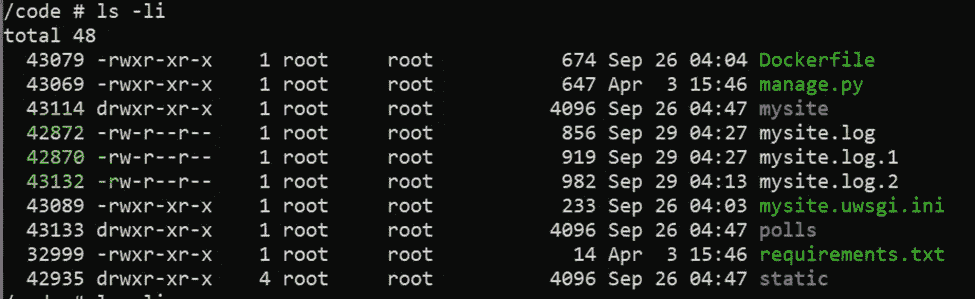 /code # ls -li
total 48
43079 -rwxr-xr-x 1 root root 674 Sep 26 04:04 Dockerfile
43069 -rwxr-xr-x 1 root root 647 Apr 3 15:46 manage.py
43114 drwxr-xr-x 1 root root 4096 Sep 26 04:47 mysite
42872 -rw-r--r-- 1 root root 856 Sep 29 04:27 mysite.log
42870 -rw-r--r-- 1 root root 919 Sep 29 04:27 mysite.log.1
43132 -rw-r--r-- 1 root root 982 Sep 29 04:13 mysite.log.2
43089 -rwxr-xr-x 1 root root 233 Sep 26 04:03 mysite.uwsgi.ini
43133 drwxr-xr-x 1 root root 4096 Sep 26 04:47 polls
32999 -rwxr-xr-x 1 root root 14 Apr 3 15:46 requirements.txt
42935 drwxr-xr-x 4 root root 4096 Sep 26 04:47 static